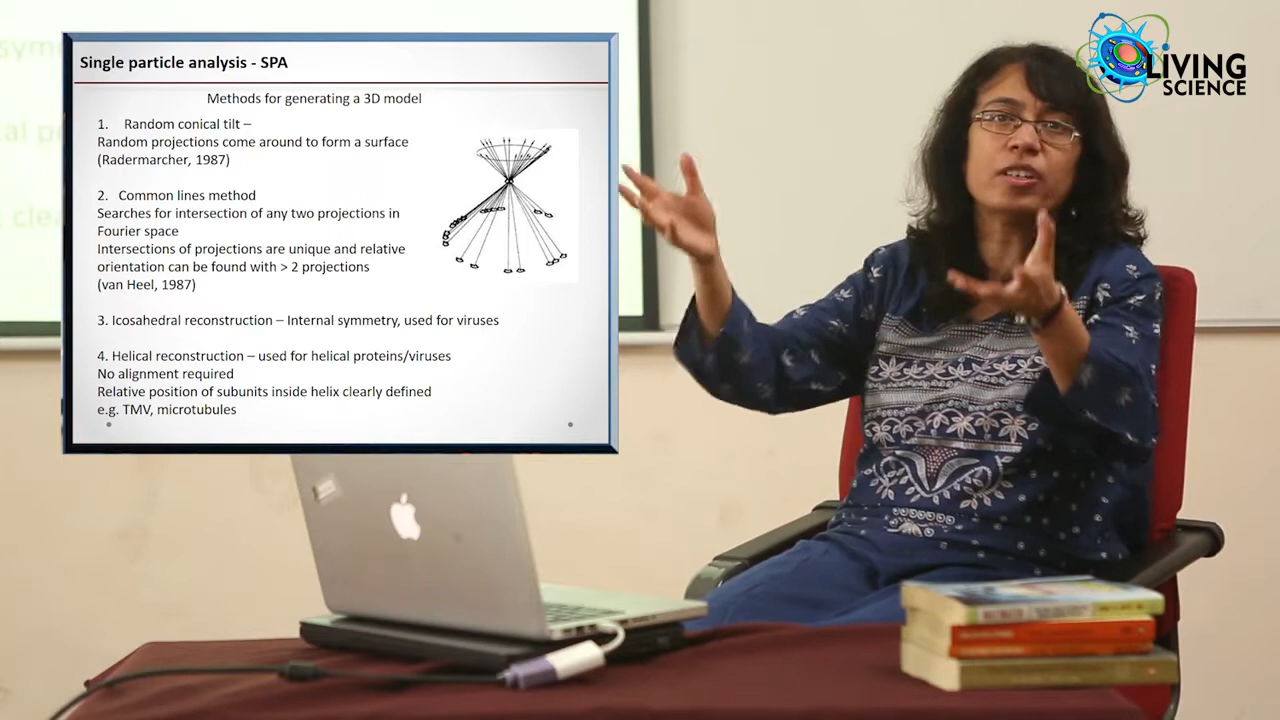 Single particle analysis - SPA
Methods for generating a 3D model
1. Random conical tilt –
Random projections come around to form a surface
(Radermarcher, 1987)
2. Common lines method
Searches for intersection of any two projections in
Fourier space
Intersections of projections are unique and relative
orientation can be found with > 2 projections
(van Heel, 1987)
3. Icosahedral reconstruction – Internal symmetry, used for viruses
4. Helical reconstruction – used for helical proteins/viruses
No alignment required
Relative position of subunits inside helix clearly defined
e.g. TMV, microtubules
LIVING
SCIENCE